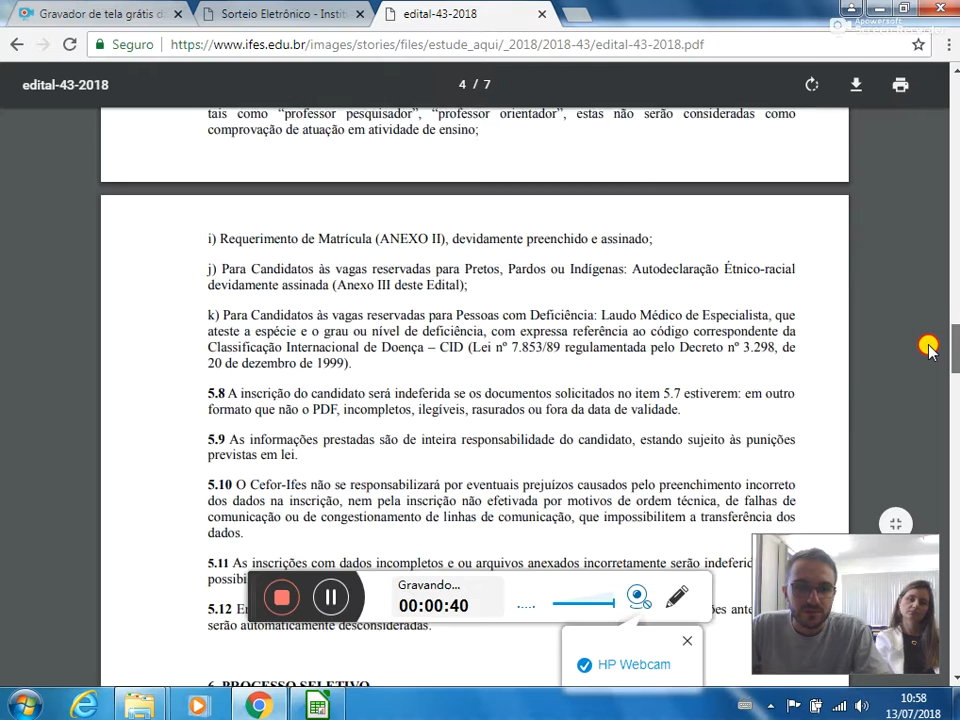 Gravador de tela grátis d
Sorteio Eletrônico - Instit
edital-43-2018
Apowersoft
Screen Recorder
Seguro
https://www.ifes.edu.br/images/stories/files/estude_aqui/_2018/2018-43/edital-43-2018.pdf
edital-43-2018
4 / 7
tais como “professor pesquisador”, “professor orientador”, estas não serão consideradas como
comprovação de atuação em atividade de ensino;
i) Requerimento de Matrícula (ANEXO II), devidamente preenchido e assinado;
j) Para Candidatos às vagas reservadas para Pretos, Pardos ou Indígenas: Autodeclaração Étnico-racial
devidamente assinada (Anexo III deste Edital);
k) Para Candidatos às vagas reservadas para Pessoas com Deficiência: Laudo Médico de Especialista, que
ateste a espécie e o grau ou nível de deficiência, com expressa referência ao código correspondente da
Classificação Internacional de Doença – CID (Lei nº 7.853/89 regulamentada pelo Decreto nº 3.298, de
20 de dezembro de 1999).
5.8 A inscrição do candidato será indeferida se os documentos solicitados no item 5.7 estiverem: em outro
formato que não o PDF, incompletos, ilegíveis, rasurados ou fora da data de validade.
5.9 As informações prestadas são de inteira responsabilidade do candidato, estando sujeito às punições
previstas em lei.
5.10 O Cefor-Ifes não se responsabilizará por eventuais prejuízos causados pelo preenchimento incorreto
dos dados na inscrição, nem pela inscrição não efetivada por motivos de ordem técnica, de falhas de
comunicação ou de congestionamento de linhas de comunicação, que impossibilitem a transferência dos
dados.
5.11 As inscrições com dados incompletos e ou arquivos anexados incorretamente serão indefer
possibi
5.12 E
ões ante
serão automaticamente desconsideradas.
6. PROCESSO SELETIVO
Gravando...
00:00:40
HP Webcam
10:58
13/07/2018